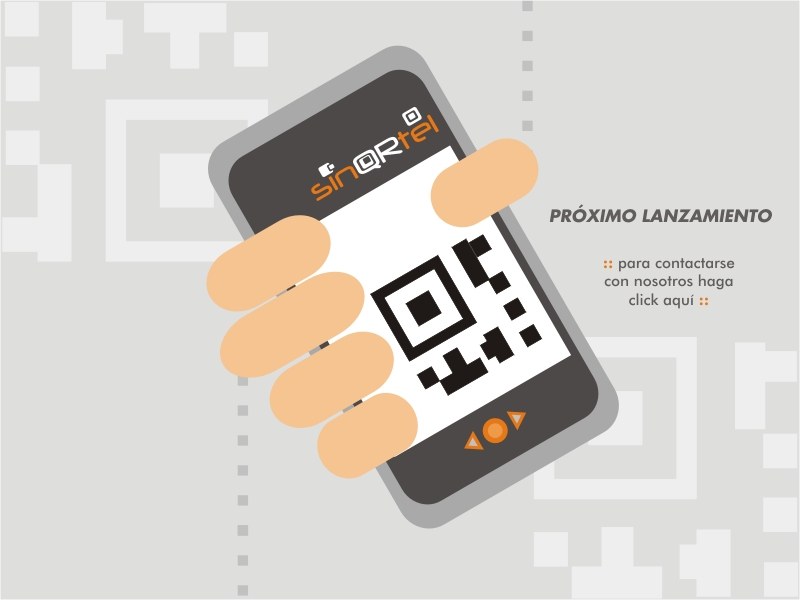 sinQRtel
PRÓXIMO LANZAMIENTO
:: para contactarse
con nosotros haga
click aquí ::